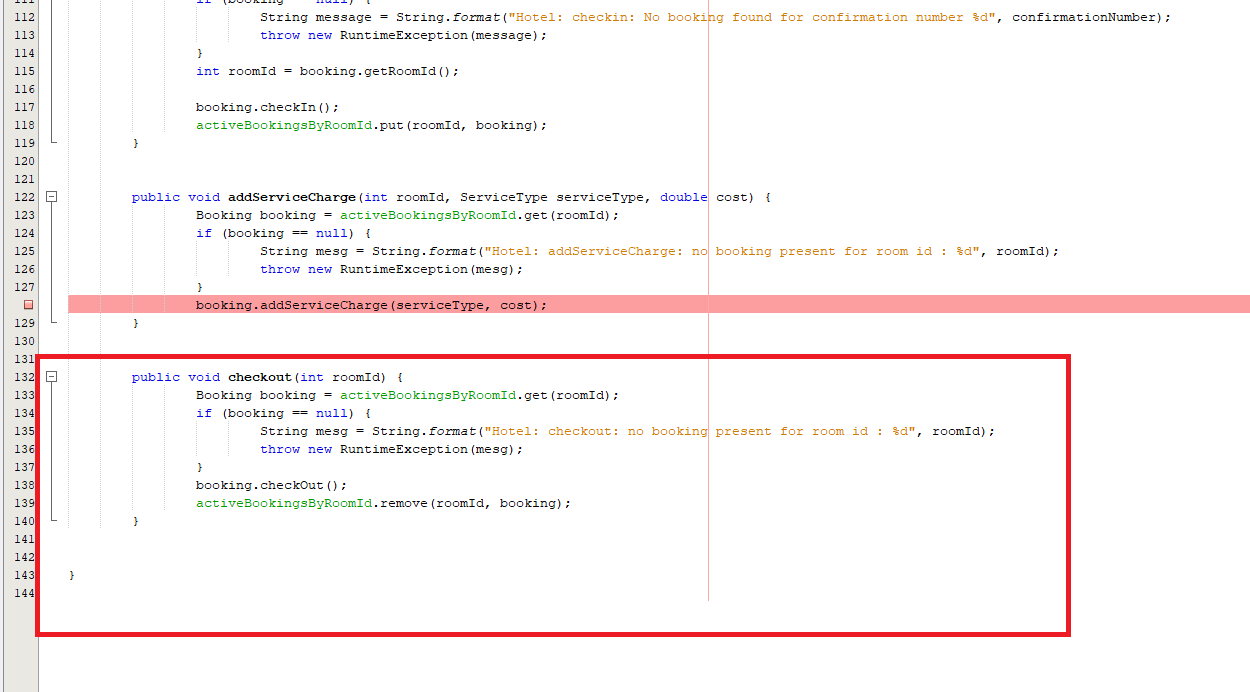 111 if (booking == null) {
112 String message = String.format("Hotel: checkin: No booking found for confirmation number %d", confirmationNumber);
113 throw new RuntimeException(message);
114 }
115 int roomId = booking.getRoomId();
116
117 booking.checkIn();
118 activeBookingsByRoomId.put(roomId, booking);
119 }
120
121
122 public void addServiceCharge(int roomId, ServiceType serviceType, double cost) {
123 Booking booking = activeBookingsByRoomId.get(roomId);
124 if (booking == null) {
125 String mesg = String.format("Hotel: addServiceCharge: no booking present for room id : %d", roomId);
126 throw new RuntimeException(mesg);
127 }
booking.addServiceCharge(serviceType, cost);
129 }
130
131
132 public void checkout(int roomId) {
133 Booking booking = activeBookingsByRoomId.get(roomId);
134 if (booking == null) {
135 String mesg = String.format("Hotel: checkout: no booking present for room id : %d", roomId);
136 throw new RuntimeException(mesg);
137 }
138 booking.checkOut();
139 activeBookingsByRoomId.remove(roomId, booking);
140 }
141
142
143 }
144